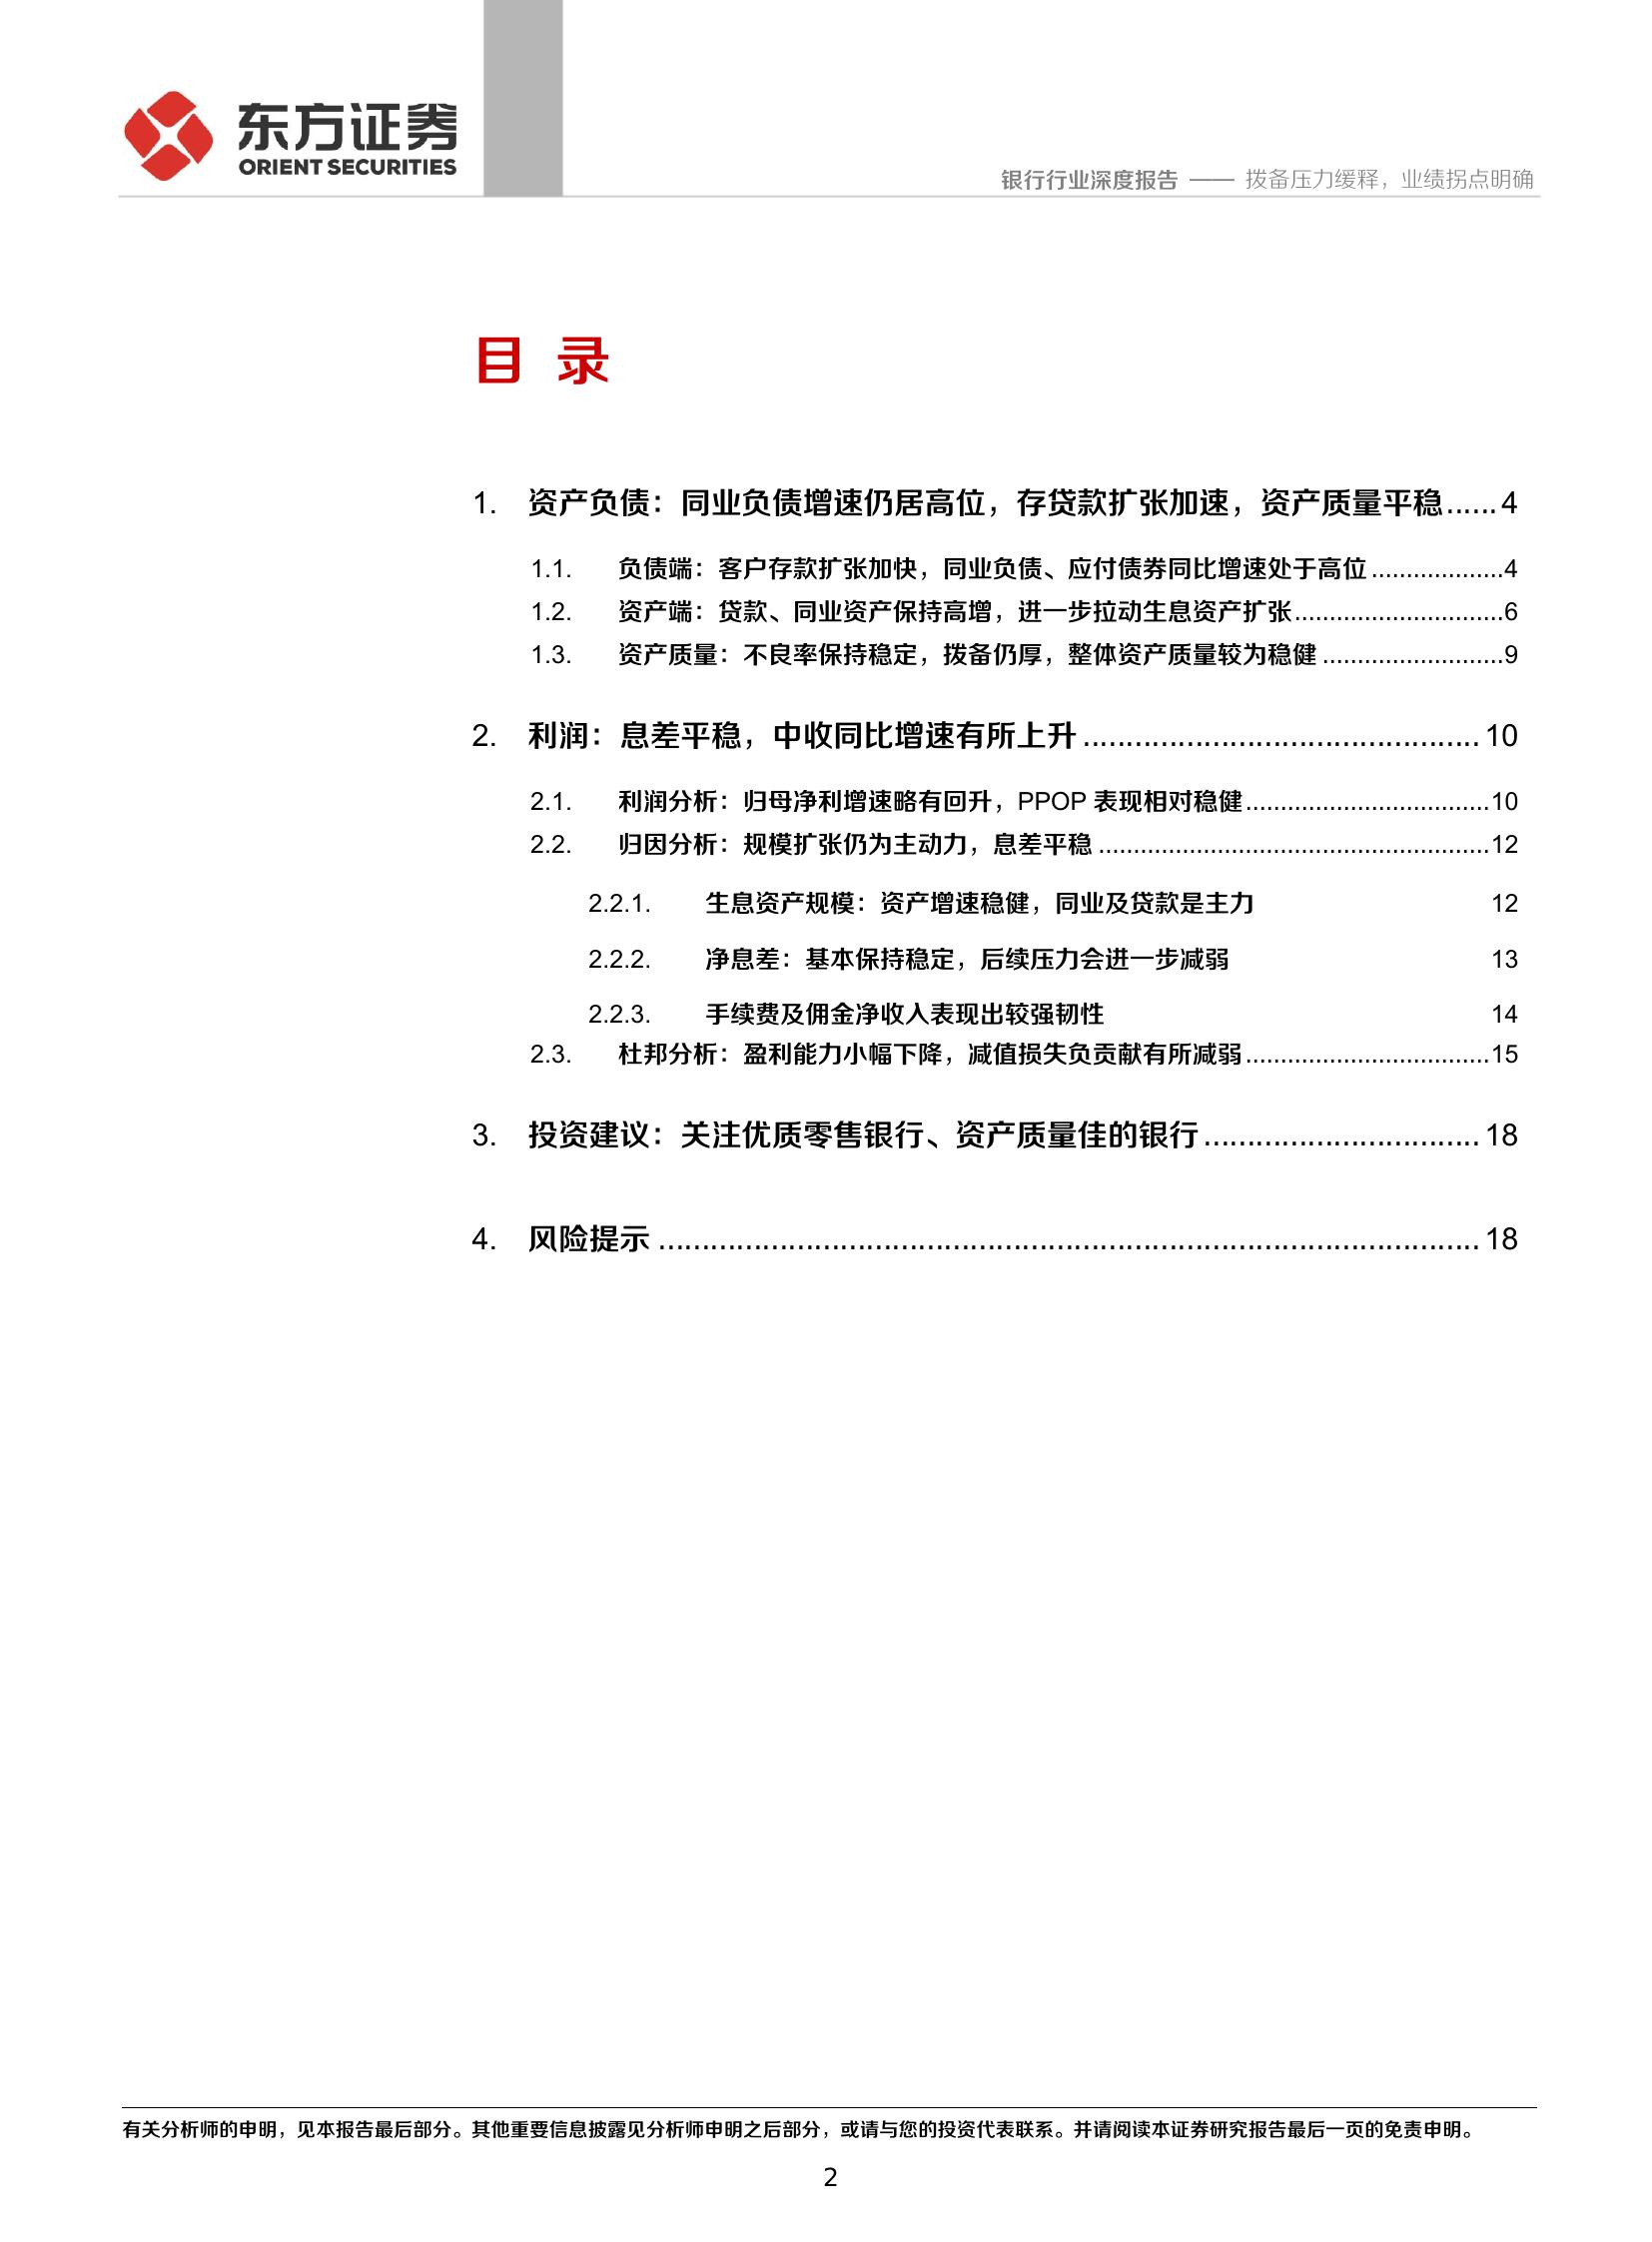 东方证券
ORIENT SECURITIES
银行行业深度报告 —— 拨备压力缓释，业绩拐点明确
目 录
1. 资产负债：同业负债增速仍居高位，存贷款扩张加速，资产质量平稳......4
1.1. 负债端：客户存款扩张加快，同业负债、应付债券同比增速处于高位...................4
1.2. 资产端：贷款、同业资产保持高增，进一步拉动生息资产扩张..............................6
1.3. 资产质量：不良率保持稳定，拨备仍厚，整体资产质量较为稳健..........................9
2. 利润：息差平稳，中收同比增速有所上升..............................................10
2.1. 利润分析：归母净利增速略有回升，PPOP 表现相对稳健...................................10
2.2. 归因分析：规模扩张仍为主动力，息差平稳........................................................12
2.2.1. 生息资产规模：资产增速稳健，同业及贷款是主力 12
2.2.2. 净息差：基本保持稳定，后续压力会进一步减弱 13
2.2.3. 手续费及佣金净收入表现出较强韧性 14
2.3. 杜邦分析：盈利能力小幅下降，减值损失负贡献有所减弱...................................15
3. 投资建议：关注优质零售银行、资产质量佳的银行................................18
4. 风险提示...............................................................................................18
有关分析师的申明，见本报告最后部分。其他重要信息披露见分析师申明之后部分，或请与您的投资代表联系。并请阅读本证券研究报告最后一页的免责申明。
2